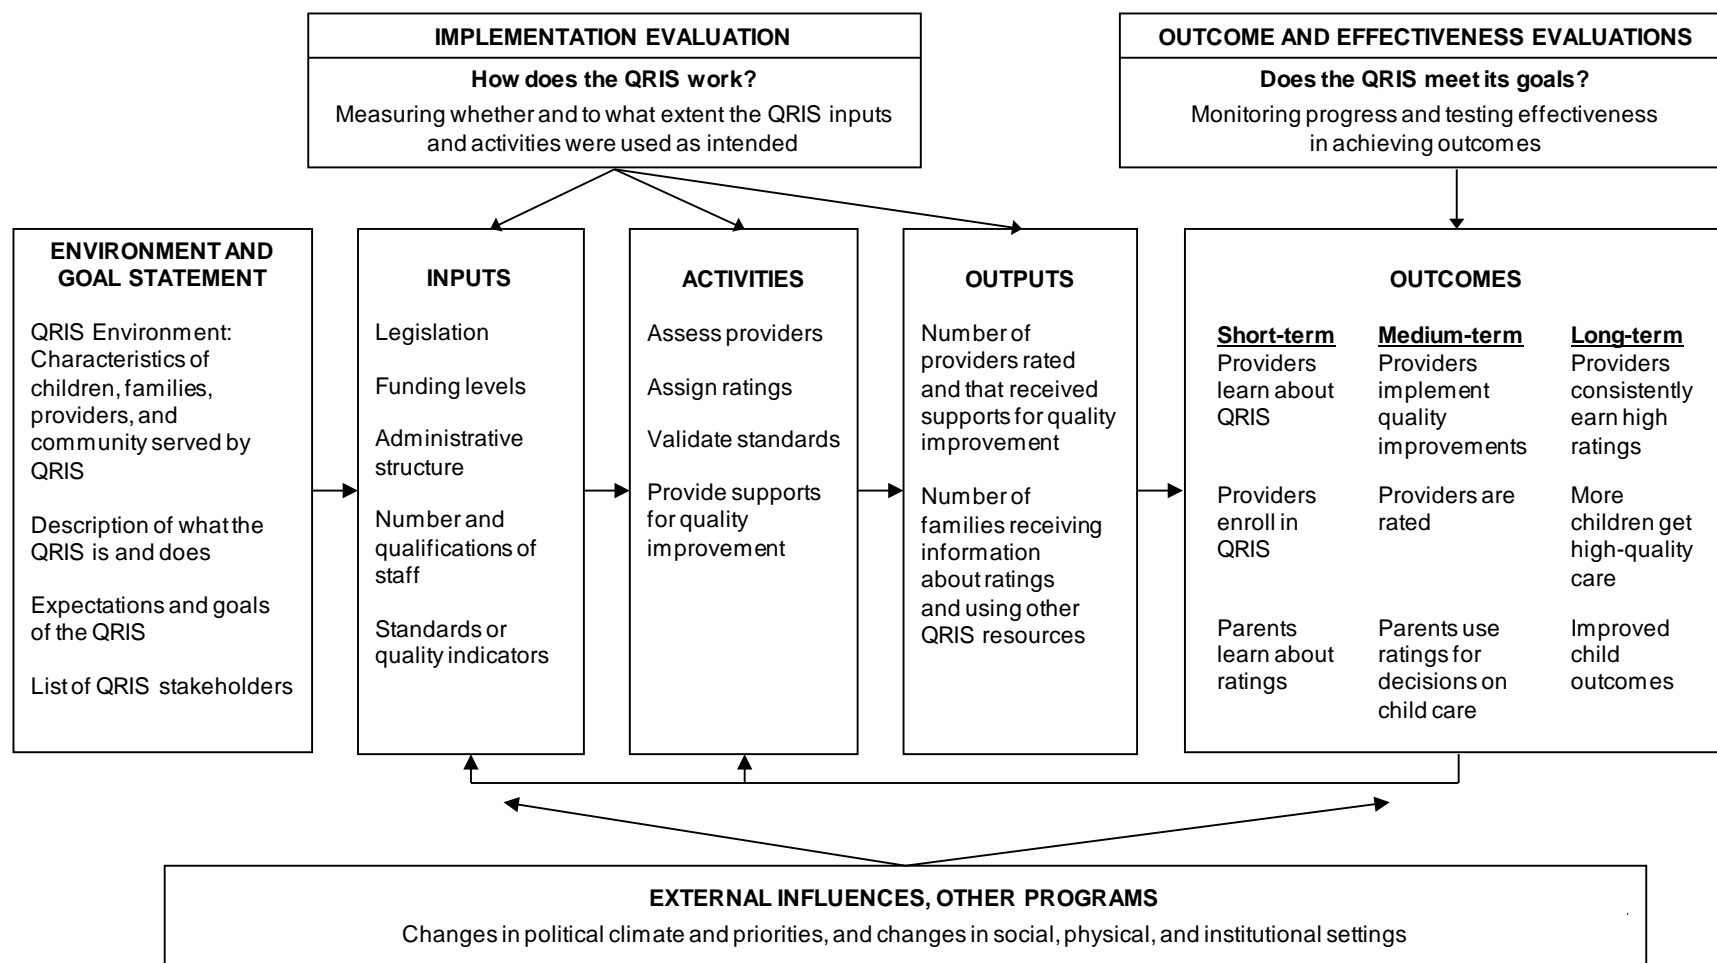 IMPLEMENTATION EVALUATION
How does the QRIS work?
Measuring whether and to what extent the QRIS inputs
and activities were used as intended
OUTCOME AND EFFECTIVENESS EVALUATIONS
Does the QRIS meet its goals?
Monitoring progress and testing effectiveness
in achieving outcomes
ENVIRONMENT AND
GOAL STATEMENT
QRIS Environment:
Characteristics of
children, families,
providers, and
community served by
QRIS
Description of what the
QRIS is and does
Expectations and goals
of the QRIS
List of QRIS stakeholders
INPUTS
Legislation
Funding levels
Administrative
structure
Number and
qualifications of
staff
Standards or
quality indicators
ACTIVITIES
Assess providers
Assign ratings
Validate standards
Provide supports
for quality
improvement
OUTPUTS
Number of
providers rated
and that received
supports for quality
improvement
Number of
families receiving
information
about ratings
and using other
QRIS resources
OUTCOMES
Short-term
Providers
learn about
QRIS
Providers
enroll in
QRIS
Parents
learn about
ratings
Medium-term
Providers
implement
quality
improvements
Providers are
rated
Parents use
ratings for
decisions on
child care
Long-term
Providers
consistently
earn high
ratings
More
children get
high-quality
care
Improved
child
outcomes
EXTERNAL INFLUENCES, OTHER PROGRAMS
Changes in political climate and priorities, and changes in social, physical, and institutional settings